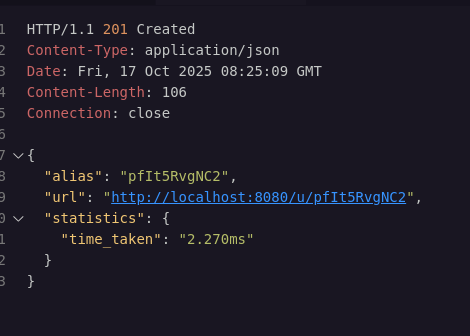 1 HTTP/1.1 201 Created
2 Content-Type: application/json
3 Date: Fri, 17 Oct 2025 08:25:09 GMT
4 Content-Length: 106
5 Connection: close
6
7 {
8 "alias": "pfIt5RvgNC2",
9 "url": "http://localhost:8080/u/pfIt5RvgNC2",
0 "statistics": {
1 "time_taken": "2.270ms"
2 }
3 }